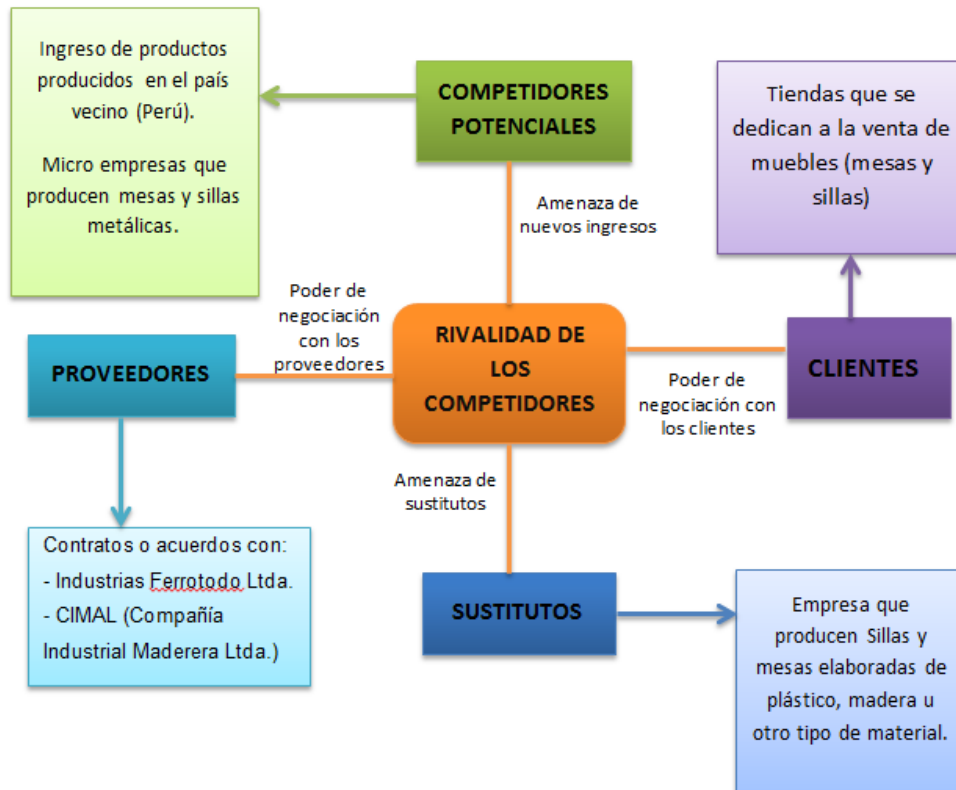 Ingreso de productos
producidos en el país
vecino (Perú).
Micro empresas que
producen mesas y sillas
metálicas.
COMPETIDORES
POTENCIALES
Tiendas que se
dedican a la venta de
muebles (mesas y
sillas)
Amenaza de
nuevos ingresos
Poder de
negociación
con los
proveedores
PROVEEDORES
RIVALIDAD DE
LOS
COMPETIDORES
CLIENTES
Poder de
negociación con
los clientes
Amenaza de
sustitutos
Contratos o acuerdos con:
- Industrias Ferrotodo Ltda.
- CIMAL (Compañía
Industrial Maderera Ltda.)
SUSTITUTOS
Empresa que
producen Sillas y
mesas elaboradas de
plástico, madera u
otro tipo de material.